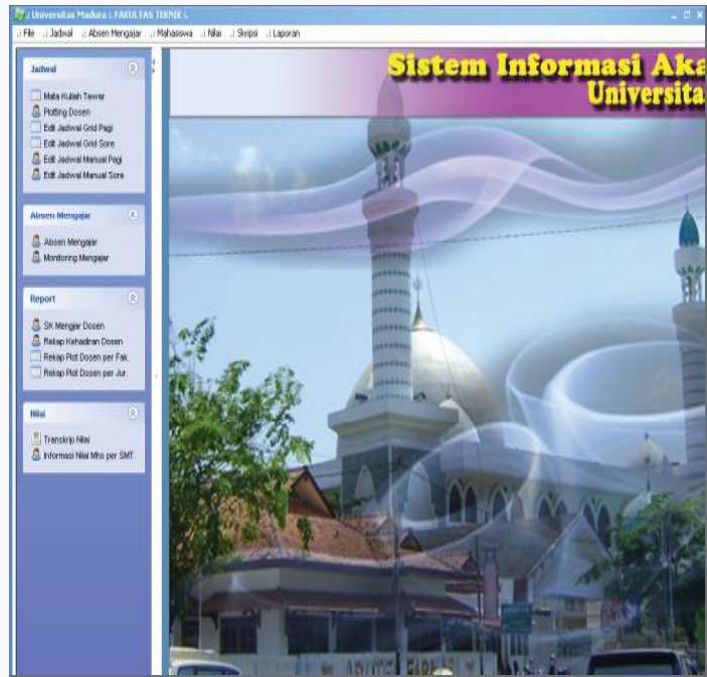 .: Universitas Madura :. FAKULTAS TEKNIK :.
.: File .: Jadwal .: Absen Mengajar .: Mahasiswa .: Nilai .: Skripsi .: Laporan
Sistem Informasi Aka
Universita
Jadwal
Mata Kuliah Tawar
Plotting Dosen
Edit Jadwal Grid Pagi
Edit Jadwal Grid Sore
Edit Jadwal Manual Pagi
Edit Jadwal Manual Sore
Absen Mengajar
Absen Mengajar
Monitoring Mengajar
Report
SK Mengjar Dosen
Rekap Kehadiran Dosen
Rekap Plot Dosen per Fak.
Rekap Plot Dosen per Jur.
Nilai
Transkrip Nilai
Informasi Nilai Mhs per SMT.